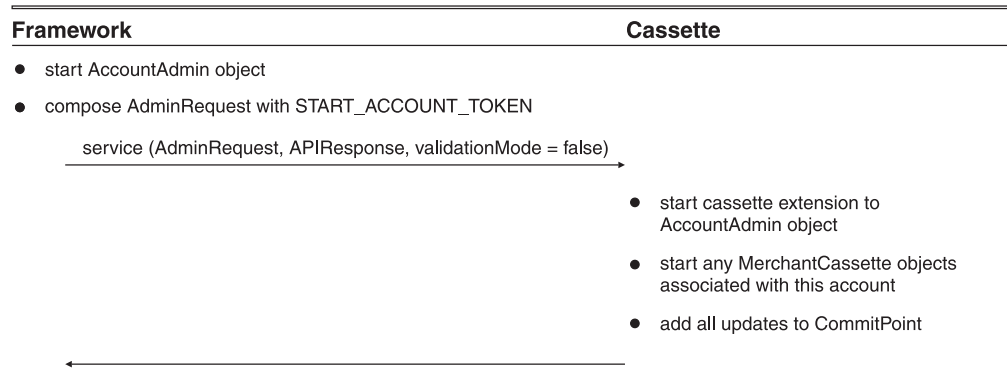 Framework
Cassette
● start AccountAdmin object
● compose AdminRequest with START_ACCOUNT_TOKEN
service (AdminRequest, APIResponse, validationMode = false)
● start cassette extension to
AccountAdmin object
● start any MerchantCassette objects
associated with this account
● add all updates to CommitPoint